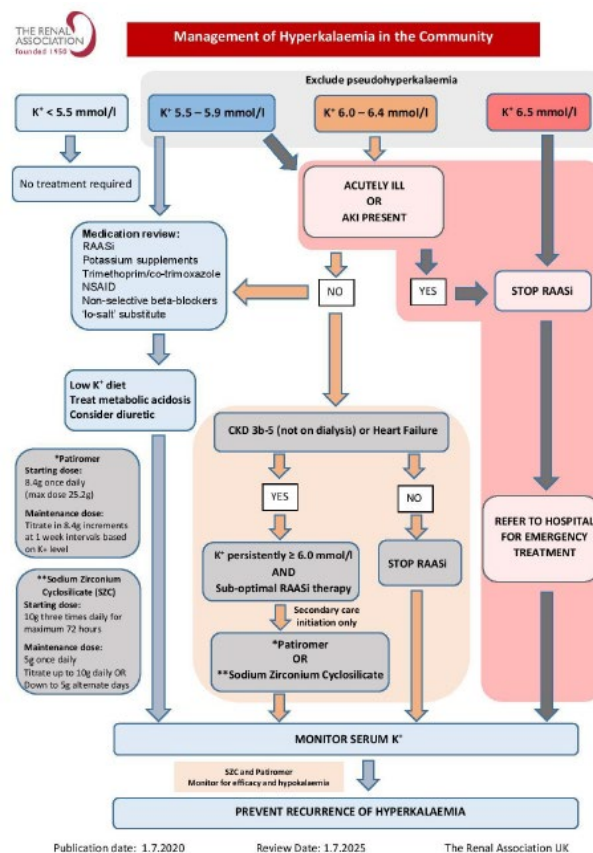 THE RENAL
ASSOCIATION
founded 1950
Management of Hyperkalaemia in the Community
Exclude pseudohyperkalaemia
K⁺ < 5.5 mmol/l
K⁺ 5.5 – 5.9 mmol/l
K⁺ 6.0 – 6.4 mmol/l
K⁺ 6.5 mmol/l
No treatment required
ACUTELY ILL
OR
AKI PRESENT
Medication review:
RAASi
Potassium supplements
Trimethoprim/co-trimoxazole
NSAID
Non-selective beta-blockers
'lo-salt' substitute
NO
YES
STOP RAASi
Low K⁺ diet
Treat metabolic acidosis
Consider diuretic
CKD 3b-5 (not on dialysis) or Heart Failure
*Patiromer
Starting dose:
8.4g once daily
(max dose 25.2g)
Maintenance dose:
Titrate in 8.4g increments
at 1 week intervals based
on K+ level
YES
NO
REFER TO HOSPITAL
FOR EMERGENCY
TREATMENT
K⁺ persistently ≥ 6.0 mmol/l
AND
Sub-optimal RAASi therapy
STOP RAASi
**Sodium Zirconium
Cyclosilicate (SZC)
Starting dose:
10g three times daily for
maximum 72 hours
Maintenance dose:
5g once daily
Titrate up to 10g daily OR
Down to 5g alternate days
Secondary care
initiation only
*Patiromer
OR
**Sodium Zirconium Cyclosilicate
MONITOR SERUM K⁺
SZC and Patiromer
Monitor for efficacy and hypokalaemia
PREVENT RECURRENCE OF HYPERKALAEMIA
Publication date: 1.7.2020
Review Date: 1.7.2025
The Renal Association UK